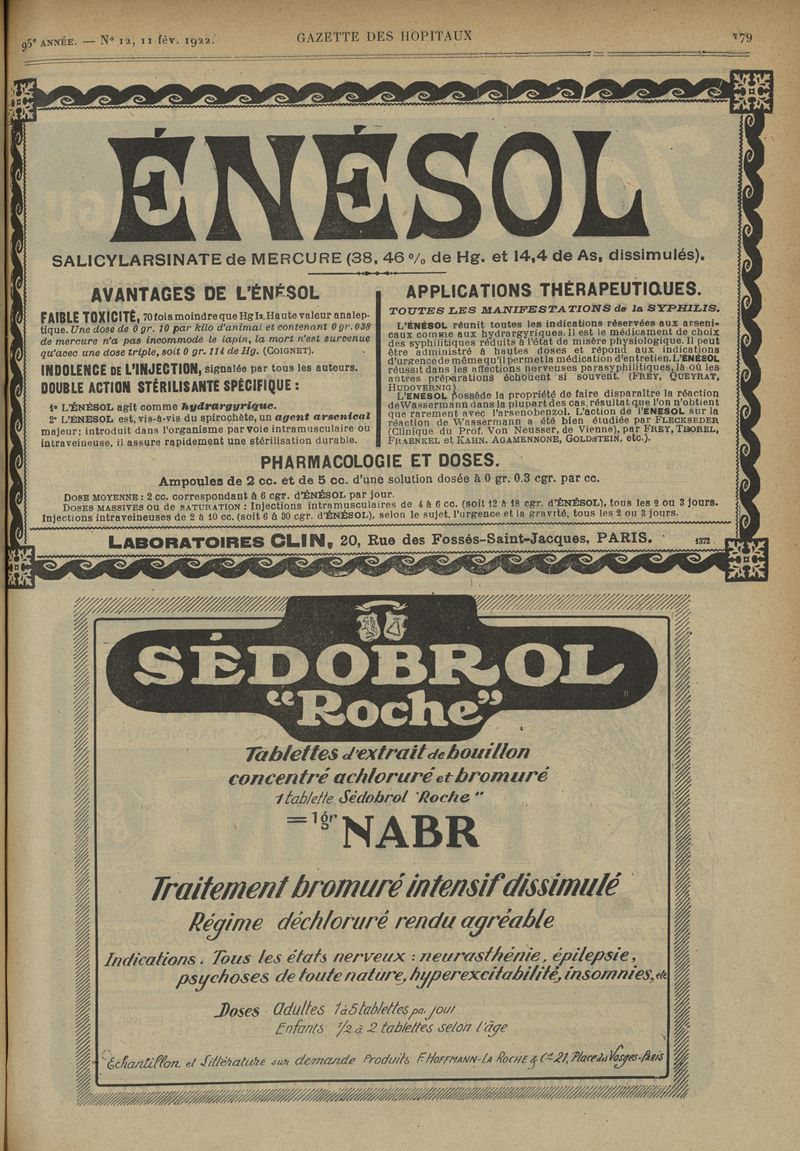 95e ANNÉE. — No 12, 11 fév. 1922.
GAZETTE DES HOPITAUX
179
ÉNÉSOL
SALICYLARSINATE de MERCURE (38, 46 % de Hg. et 14,4 de As, dissimulés).
AVANTAGES DE L'ÉNÉSOL
FAIBLE TOXICITÉ, 70 fois moindre que Hg I2. Haute valeur analep-
tique. Une dose de 0 gr. 10 par kilo d'animal et contenant 0 gr. 038
de mercure n'a pas incommodé le lapin, la mort n'est survenue
qu'avec une dose triple, soit 0 gr. 114 de Hg. (COIGNET).
INDOLENCE DE L'INJECTION, signalée par tous les auteurs.
DOUBLE ACTION STÉRILISANTE SPÉCIFIQUE :
1o L'ÉNÉSOL agit comme hydrargyrique.
2o L'ÉNÉSOL est, vis-à-vis du spirochète, un agent arsenical
majeur; introduit dans l'organisme par voie intramusculaire ou
intraveineuse, il assure rapidement une stérilisation durable.
APPLICATIONS THÉRAPEUTIQUES.
TOUTES LES MANIFESTATIONS de la SYPHILIS.
L'ÉNÉSOL réunit toutes les indications réservées aux arseni-
caux comme aux hydrargyriques. Il est le médicament de choix
des syphilitiques réduits à l'état de misère physiologique. Il peut
être administré à hautes doses et répond aux indications
d'urgence de même qu'il permet la médication d'entretien. L'ENESOL
réussit dans les affections nerveuses parasyphilitiques, là où les
autres préparations échouent si souvent. (FREY, QUEYRAT,
HUDOVERNIG).
L'ENESOL possède la propriété de faire disparaître la réaction
de Wassermann dans la plupart des cas, résultat que l'on n'obtient
que rarement avec l'arsenobenzol. L'action de l'ENESOL sur la
réaction de Wassermann a été bien étudiée par FLECKSEDER
(Clinique du Prof. Von Neusser, de Vienne), par FREY, THOREL,
FRAENKEL et KAHN, AGAMENNONE, GOLDSTEIN, etc.).
PHARMACOLOGIE ET DOSES.
Ampoules de 2 cc. et de 5 cc. d'une solution dosée à 0 gr. 0.3 cgr. par cc.
DOSE MOYENNE : 2 cc. correspondant à 6 cgr. d'ÉNÉSOL par jour.
DOSES MASSIVES ou de SATURATION : Injections intramusculaires de 4 à 6 cc. (soit 12 à 18 cgr. d'ÉNÉSOL), tous les 2 ou 3 jours.
Injections intraveineuses de 2 à 10 cc. (soit 6 à 30 cgr. d'ÉNÉSOL), selon le sujet, l'urgence et la gravité, tous les 2 ou 3 jours.
LABORATOIRES CLIN, 20, Rue des Fossés-Saint-Jacques, PARIS.
1372
SÉDOBROL
"Roche"
Tablettes d'extrait de bouillon
concentré achloruré et bromuré
1 tablette Sédobrol "Roche"
= 1gr NABR
Traitement bromuré intensif dissimulé
Régime déchloruré rendu agréable
Indications. Tous les états nerveux : neurasthénie, épilepsie,
psychoses de toute nature, hyperexcitabilité, insomnies, etc.
Doses Adultes 1 à 5 tablettes par jour
Enfants 1/2 à 2 tablettes selon l'âge
Échantillon et Littérature sur demande Produits F. HOFFMANN-LA ROCHE & Cie 21, Place des Vosges-Paris